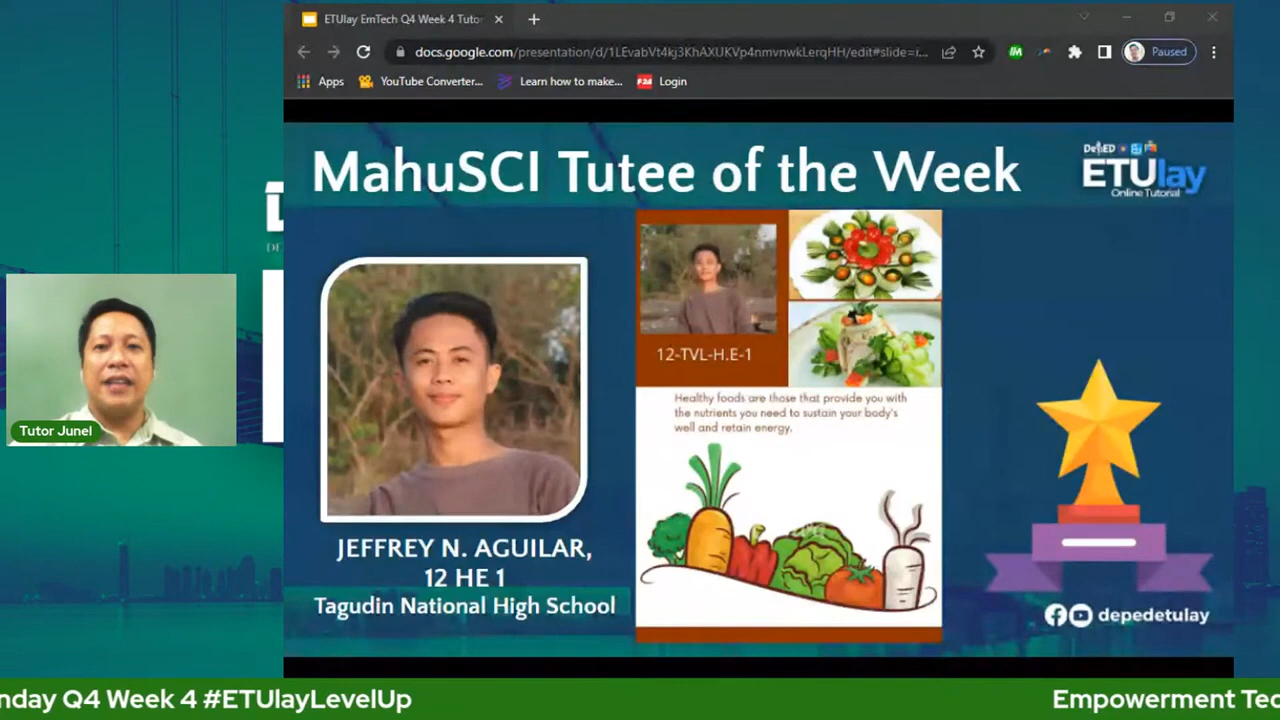 ETUlay EmTech Q4 Week 4 Tutor
docs.google.com/presentation/d/1LEvabVt4kj3KhAXUKVp4nmvnwkLerqHH/edit#slide=i...
Paused
Apps
YouTube Converter...
Learn how to make...
Login
MahuSCI Tutee of the Week
DepED
ETUlay
Online Tutorial
12-TVL-H.E-1
Healthy foods are those that provide you with
the nutrients you need to sustain your body's
well and retain energy.
Tutor Junel
JEFFREY N. AGUILAR,
12 HE 1
Tagudin National High School
depedetulay
nday Q4 Week 4 #ETUlayLevelUp
Empowerment Tec